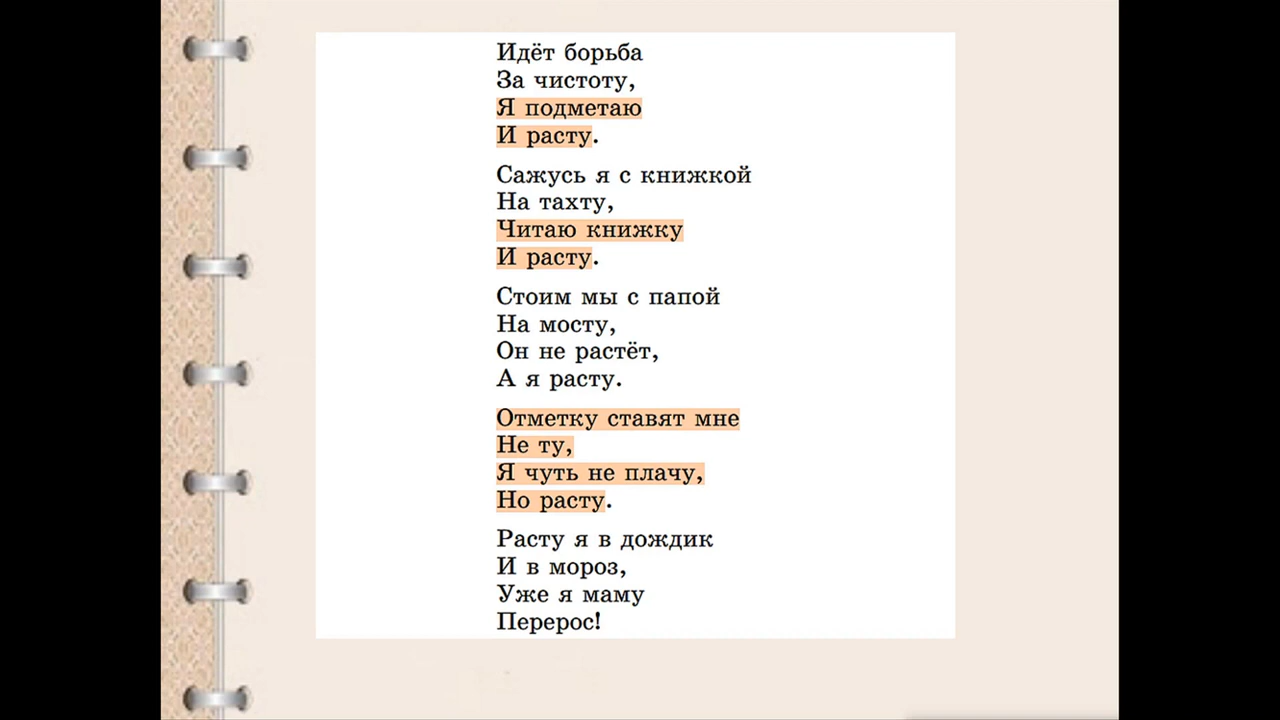 Идёт борьба
За чистоту,
Я подметаю
И расту.
Сажусь я с книжкой
На тахту,
Читаю книжку
И расту.
Стоим мы с папой
На мосту,
Он не растёт,
А я расту.
Отметку ставят мне
Не ту,
Я чуть не плачу,
Но расту.
Расту я в дождик
И в мороз,
Уже я маму
Перерос!